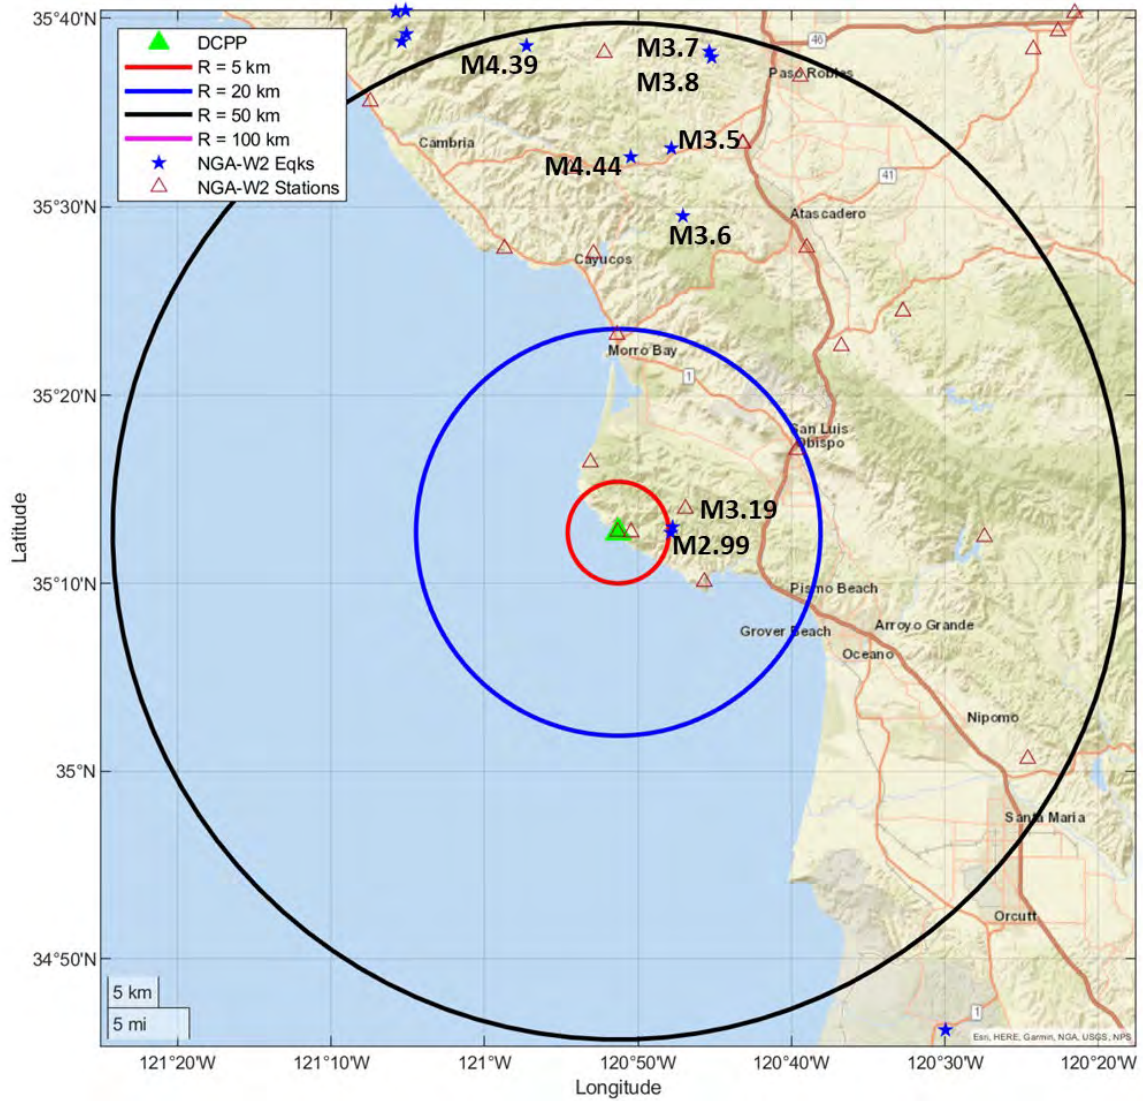 35°40'N
35°30'N
35°20'N
35°10'N
35°N
34°50'N
Latitude
DCPP
R = 5 km
R = 20 km
R = 50 km
R = 100 km
NGA-W2 Eqks
NGA-W2 Stations
M4.39
M3.7
M3.8
46
Paso Robles
Cambria
M3.5
M4.44
41
Atascadero
M3.6
Cayucos
Morro Bay
1
San Luis
Obispo
M3.19
M2.99
Pismo Beach
Grover Beach
Arroyo Grande
Oceano
Nipomo
Santa Maria
Orcutt
1
5 km
5 mi
Esri, HERE, Garmin, NGA, USGS, NPS
121°20'W
121°10'W
121°W
120°50'W
120°40'W
120°30'W
120°20'W
Longitude